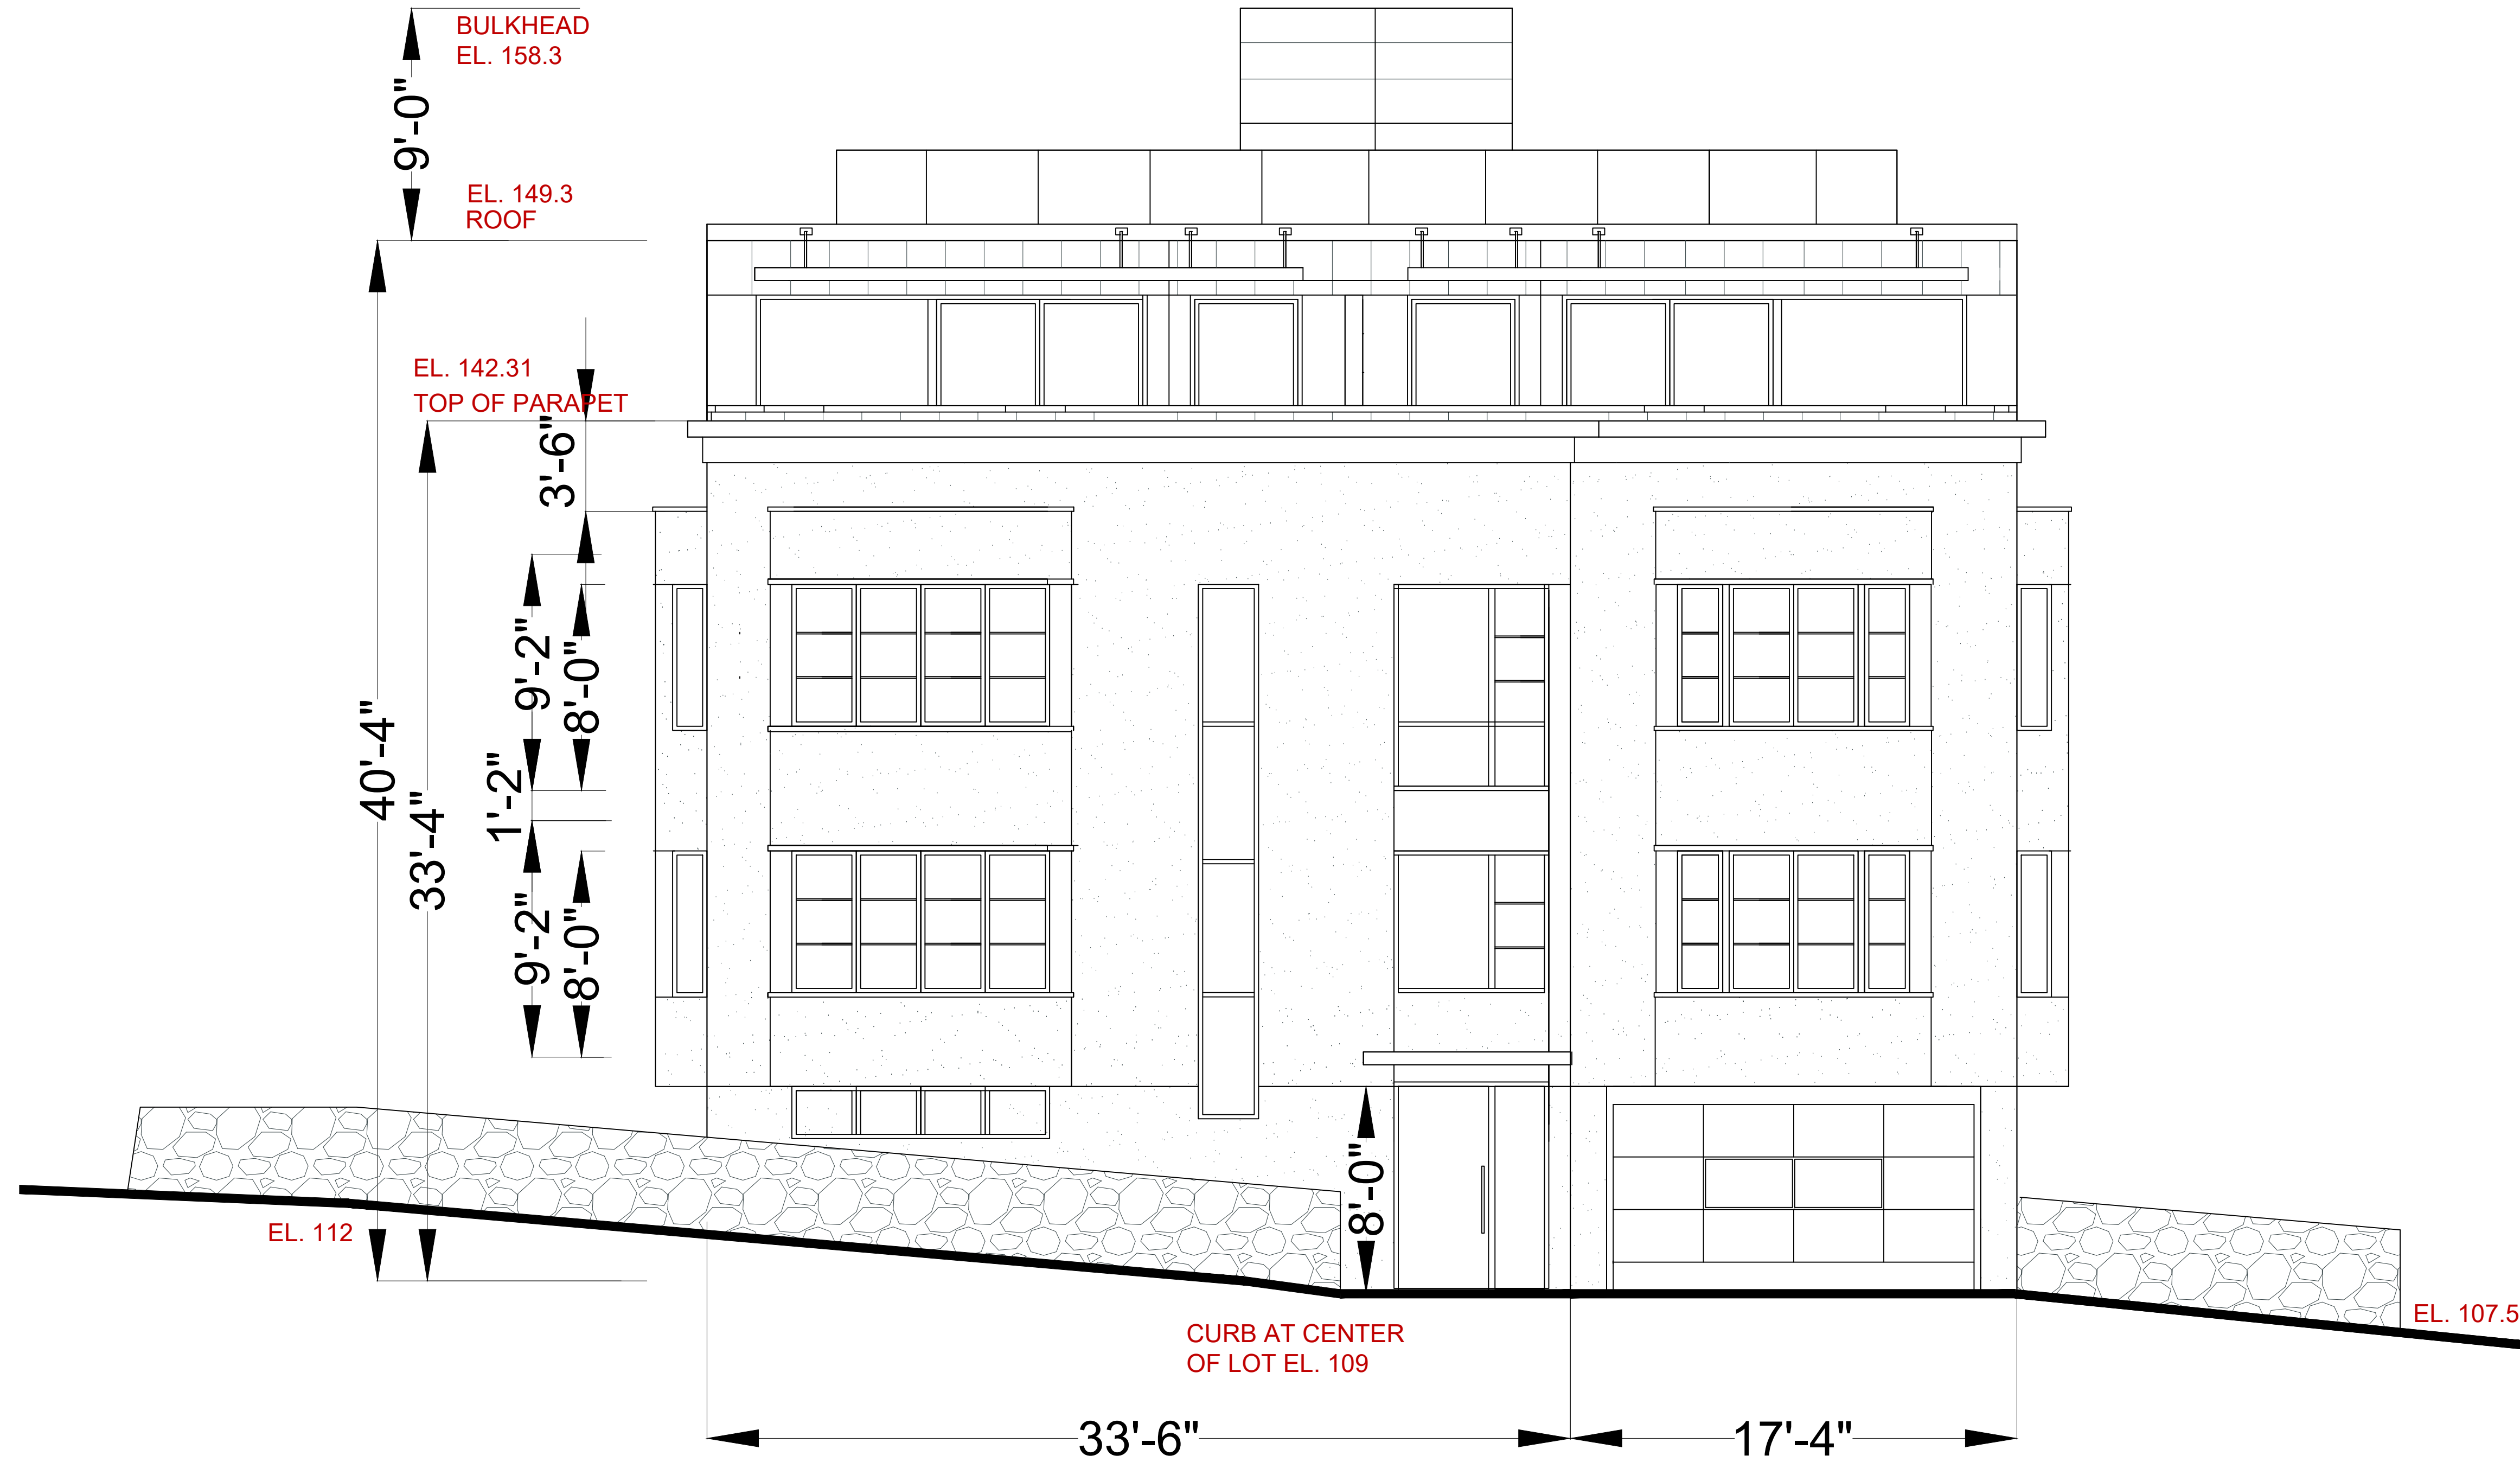 BULKHEAD
EL. 158.3
9'-0"
EL. 149.3
ROOF
EL. 142.31
TOP OF PARAPET
3'-6"
9'-2"
8'-0"
40'-4"
1'-2"
33'-4"
9'-2"
8'-0"
8'-0"
EL. 112
EL. 107.5
CURB AT CENTER
OF LOT EL. 109
33'-6"
17'-4"